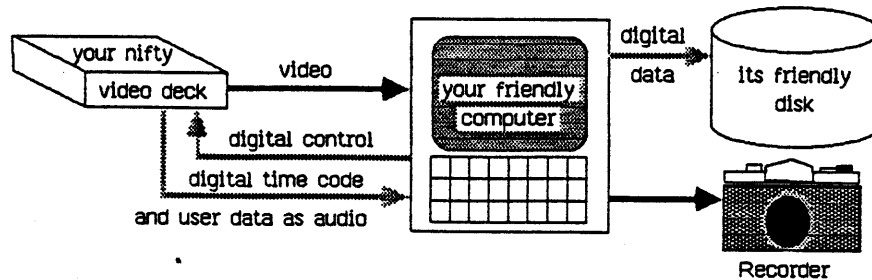 your nifty
video deck
video
digital control
digital time code
and user data as audio
your friendly
computer
digital
data
its friendly
disk
Recorder